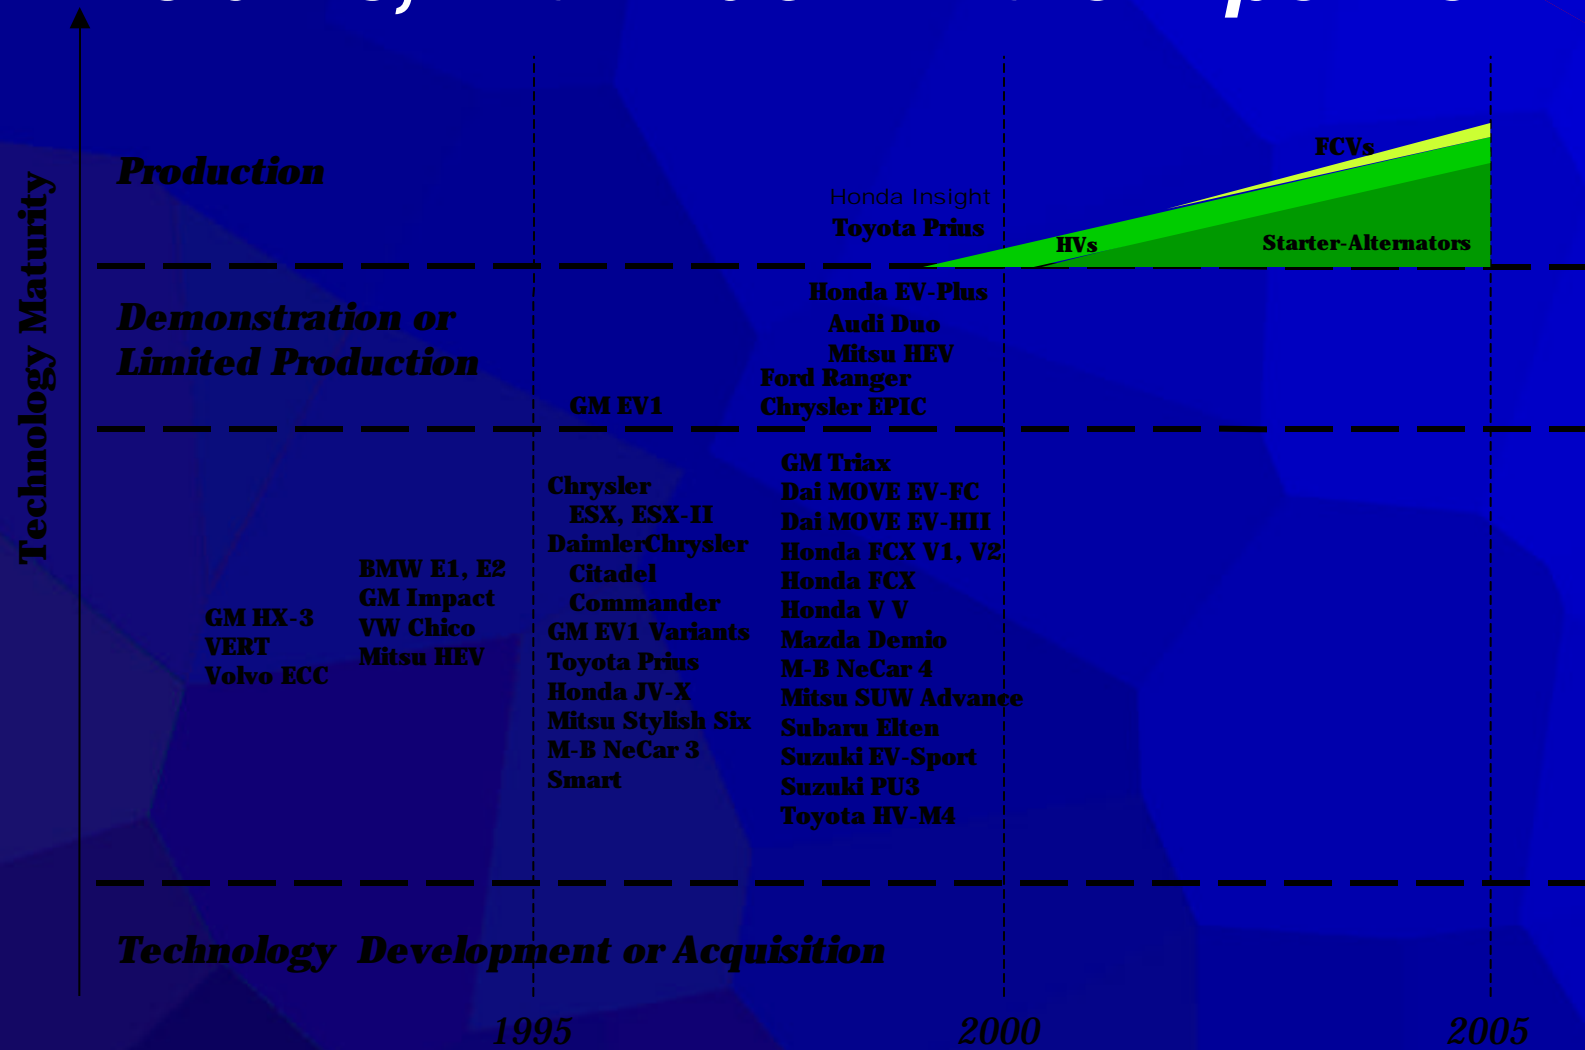 Technology Maturity
Production
FCVs
Honda Insight
Toyota Prius
HVs
Starter-Alternators
Demonstration or
Limited Production
Honda EV-Plus
Audi Duo
Mitsu HEV
Ford Ranger
Chrysler EPIC
GM EV1
GM HX-3
VERT
Volvo ECC
BMW E1, E2
GM Impact
VW Chico
Mitsu HEV
Chrysler
ESX, ESX-II
DaimlerChrysler
Citadel
Commander
GM EV1 Variants
Toyota Prius
Honda JV-X
Mitsu Stylish Six
M-B NeCar 3
Smart
GM Triax
Dai MOVE EV-FC
Dai MOVE EV-HII
Honda FCX V1, V2
Honda FCX
Honda V V
Mazda Demio
M-B NeCar 4
Mitsu SUW Advance
Subaru Elten
Suzuki EV-Sport
Suzuki PU3
Toyota HV-M4
Technology Development or Acquisition
1995
2000
2005